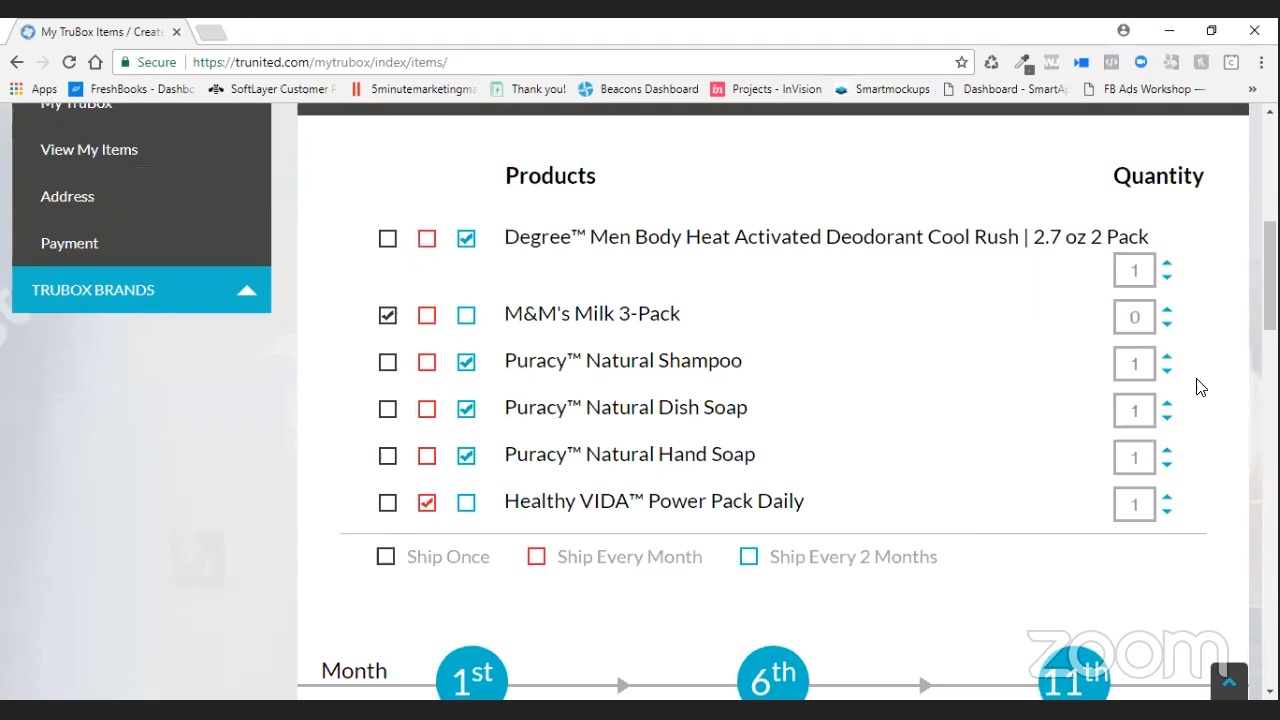 My TruBox Items / Create
Secure https://trunited.com/mytrubox/index/items/
Apps FreshBooks - Dashbo SoftLayer Customer P 5minutemarketingma Thank you! Beacons Dashboard Projects - InVision Smartmockups Dashboard - SmartAp FB Ads Workshop — »
My TruBox
View My Items
Address
Payment
TRUBOX BRANDS
Products Quantity
Degree™ Men Body Heat Activated Deodorant Cool Rush | 2.7 oz 2 Pack
1
M&M's Milk 3-Pack 0
Puracy™ Natural Shampoo 1
Puracy™ Natural Dish Soap 1
Puracy™ Natural Hand Soap 1
Healthy VIDA™ Power Pack Daily 1
Ship Once Ship Every Month Ship Every 2 Months
Month 1st 6th 11th
zoom